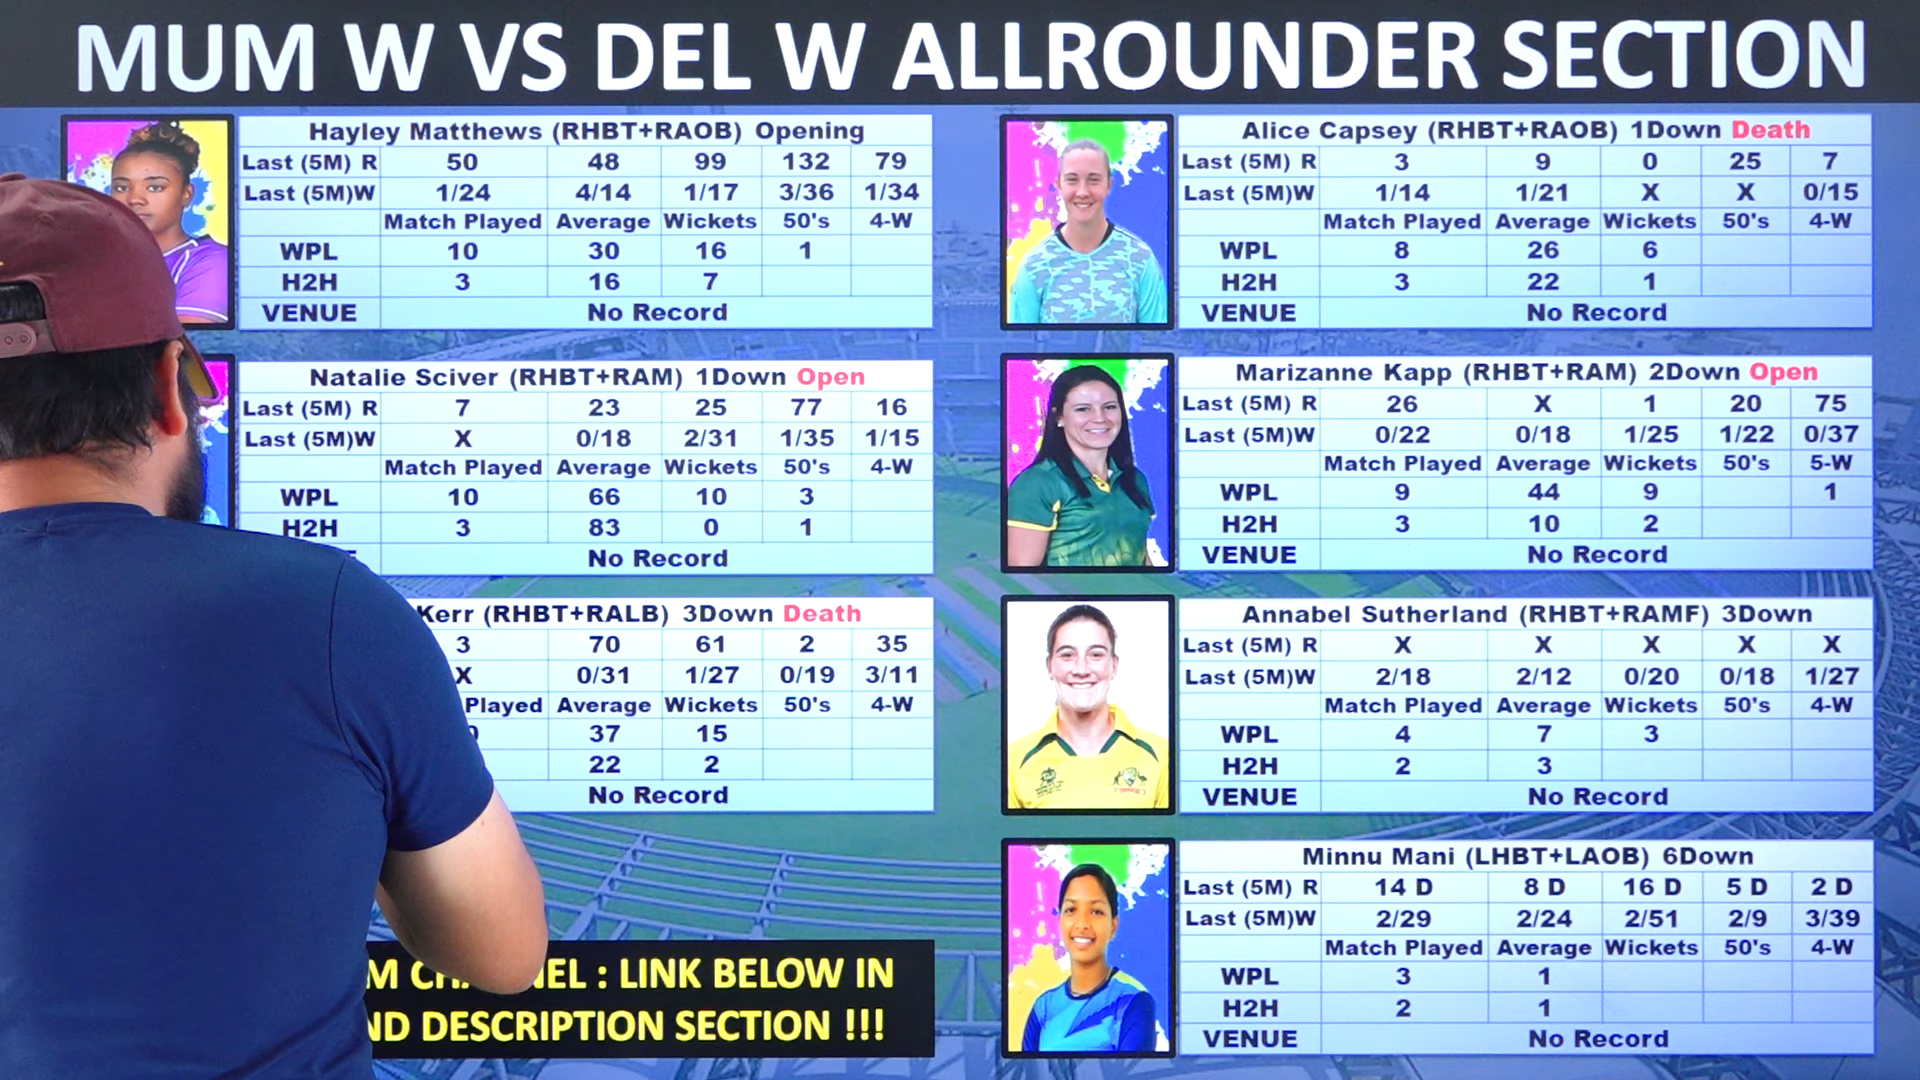 MUM W VS DEL W ALLROUNDER SECTION
Hayley Matthews (RHBT+RAOB) Opening
Last (5M) R 50 48 99 132 79
Last (5M)W 1/24 4/14 1/17 3/36 1/34
Match Played Average Wickets 50's 4-W
WPL 10 30 16 1
H2H 3 16 7
VENUE No Record
Natalie Sciver (RHBT+RAM) 1Down Open
Last (5M) R 7 23 25 77 16
Last (5M)W X 0/18 2/31 1/35 1/15
Match Played Average Wickets 50's 4-W
WPL 10 66 10 3
H2H 3 83 0 1
No Record
Kerr (RHBT+RALB) 3Down Death
3 70 61 2 35
X 0/31 1/27 0/19 3/11
Played Average Wickets 50's 4-W
37 15
22 2
No Record
M CHANNEL : LINK BELOW IN
ND DESCRIPTION SECTION !!!
Alice Capsey (RHBT+RAOB) 1Down Death
Last (5M) R 3 9 0 25 7
Last (5M)W 1/14 1/21 X X 0/15
Match Played Average Wickets 50's 4-W
WPL 8 26 6
H2H 3 22 1
VENUE No Record
Marizanne Kapp (RHBT+RAM) 2Down Open
Last (5M) R 26 X 1 20 75
Last (5M)W 0/22 0/18 1/25 1/22 0/37
Match Played Average Wickets 50's 5-W
WPL 9 44 9 1
H2H 3 10 2
VENUE No Record
Annabel Sutherland (RHBT+RAMF) 3Down
Last (5M) R X X X X X
Last (5M)W 2/18 2/12 0/20 0/18 1/27
Match Played Average Wickets 50's 4-W
WPL 4 7 3
H2H 2 3
VENUE No Record
Minnu Mani (LHBT+LAOB) 6Down
Last (5M) R 14 D 8 D 16 D 5 D 2 D
Last (5M)W 2/29 2/24 2/51 2/9 3/39
Match Played Average Wickets 50's 4-W
WPL 3 1
H2H 2 1
VENUE No Record